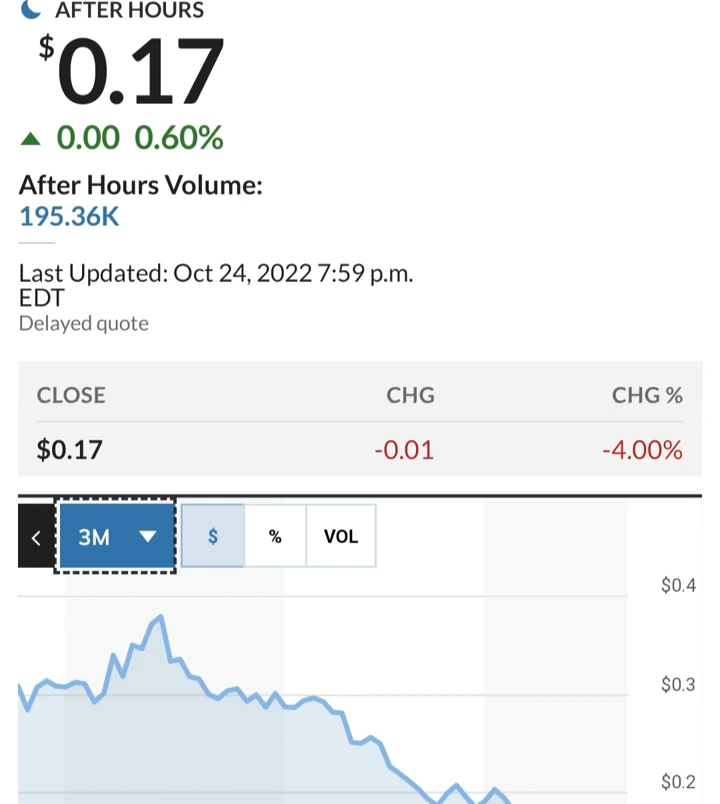 AFTER HOURS
$0.17
0.00 0.60%
After Hours Volume:
195.36K
Last Updated: Oct 24, 2022 7:59 p.m.
EDT
Delayed quote
CLOSE CHG CHG %
$0.17 -0.01 -4.00%
3M $ % VOL
$0.4
$0.3
$0.2